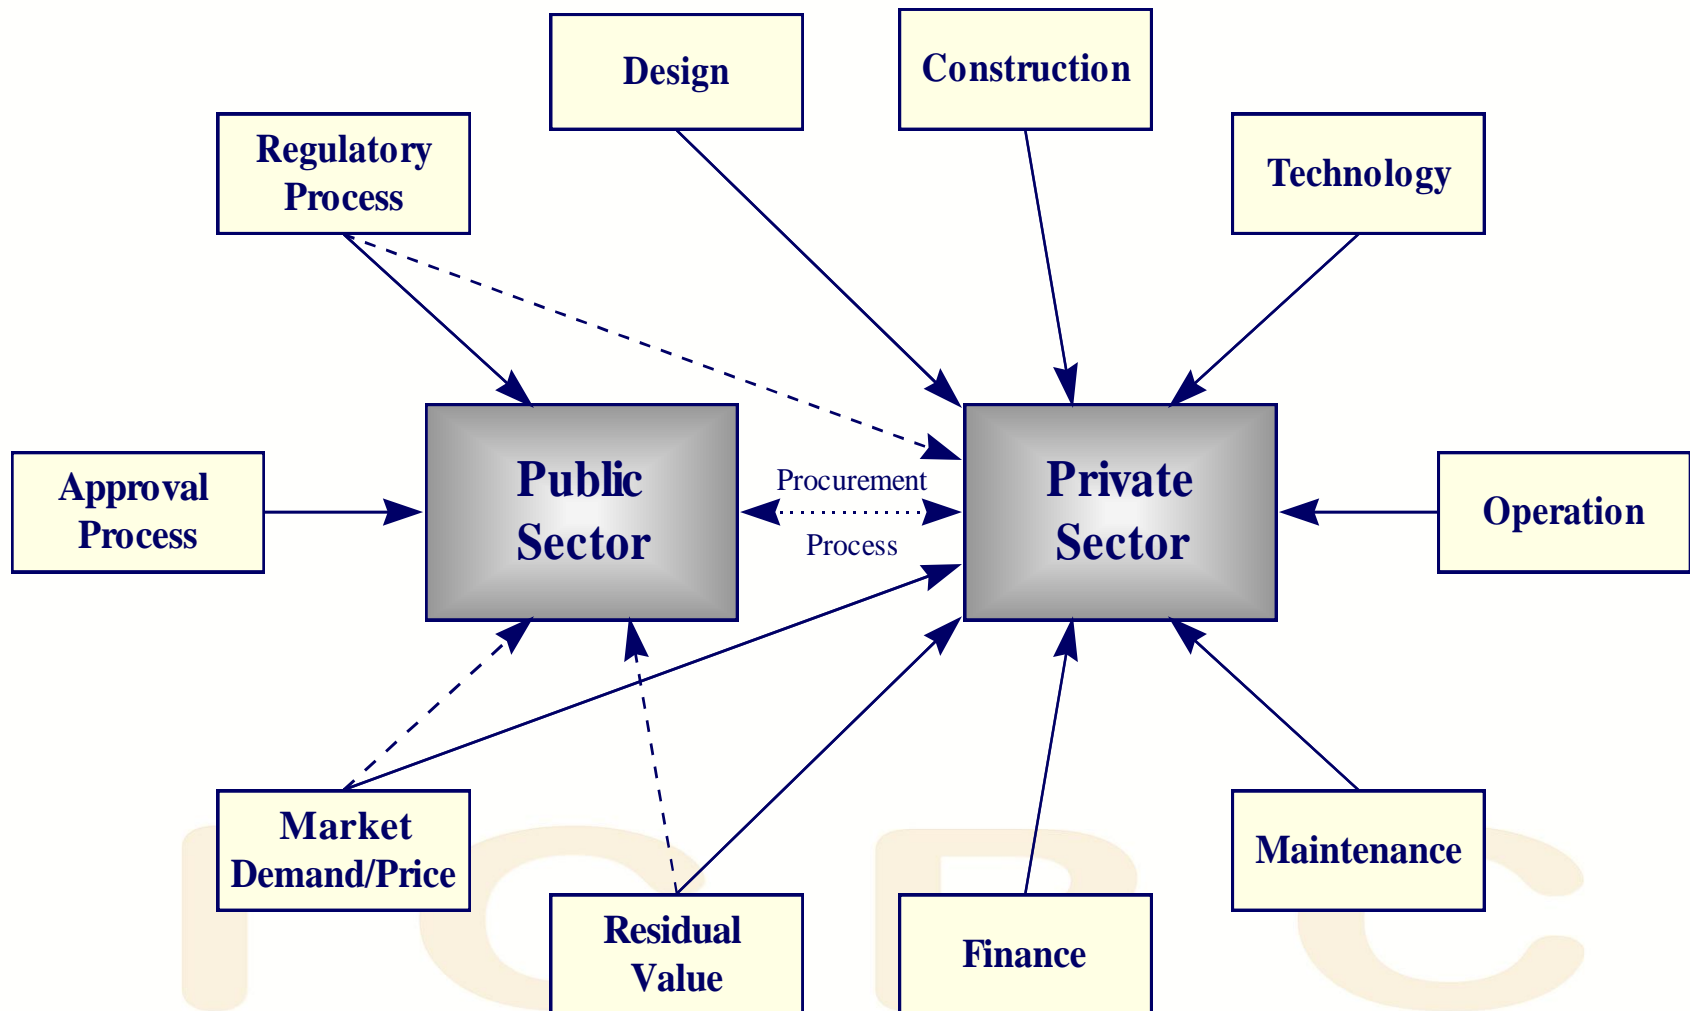 Design
Construction
Regulatory
Process
Technology
Public
Sector
Private
Sector
Procurement
Process
Approval
Process
Operation
Market
Demand/Price
Maintenance
Residual
Value
Finance